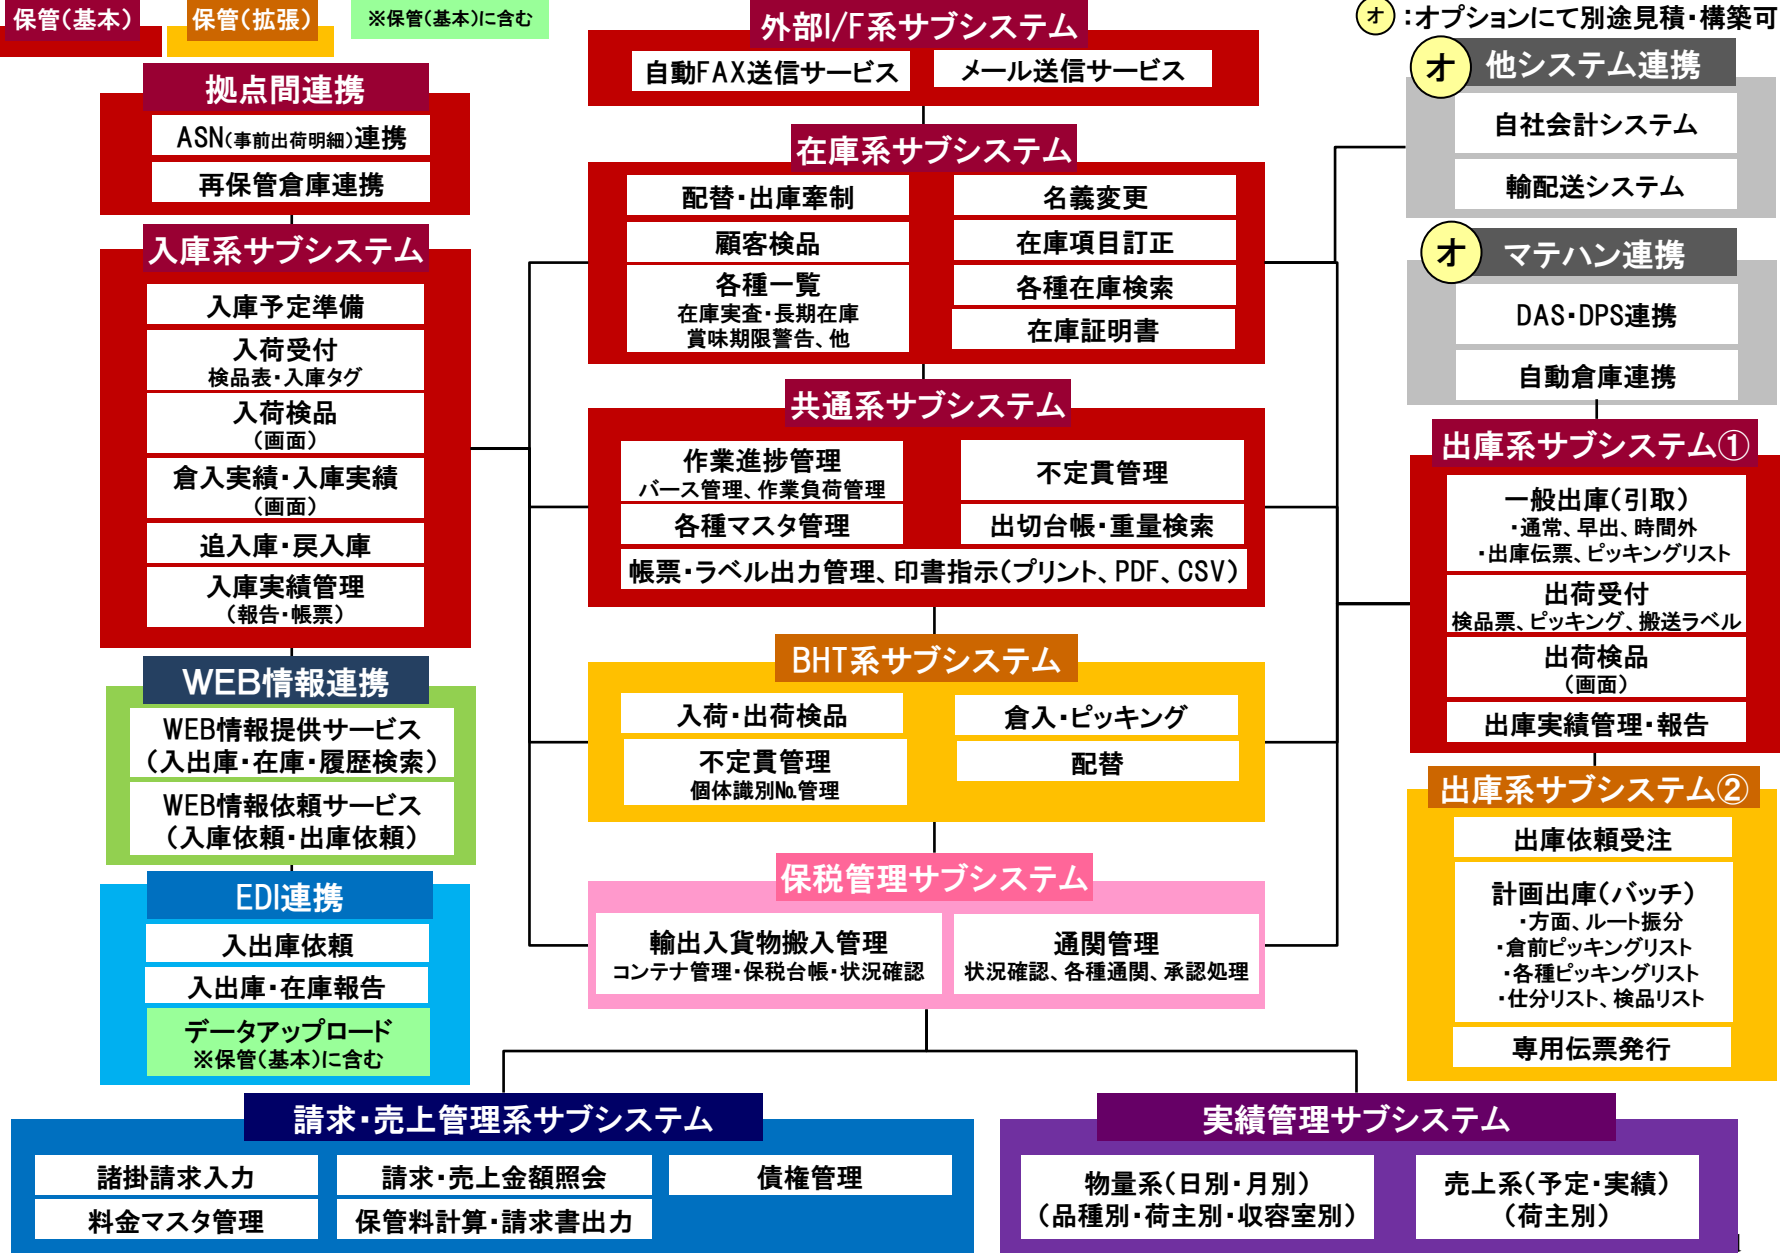 保管(基本)
保管(拡張)
※保管(基本)に含む
オ：オプションにて別途見積・構築可
拠点間連携
ASN(事前出荷明細)連携
再保管倉庫連携
入庫系サブシステム
入庫予定準備
入荷受付
検品表・入庫タグ
入荷検品
(画面)
倉入実績・入庫実績
(画面)
追入庫・戻入庫
入庫実績管理
(報告・帳票)
WEB情報連携
WEB情報提供サービス
(入出庫・在庫・履歴検索)
WEB情報依頼サービス
(入庫依頼・出庫依頼)
EDI連携
入出庫依頼
入出庫・在庫報告
データアップロード
※保管(基本)に含む
外部I/F系サブシステム
自動FAX送信サービス
メール送信サービス
在庫系サブシステム
配替・出庫牽制
名義変更
顧客検品
在庫項目訂正
各種一覧
在庫実査・長期在庫
賞味期限警告、他
各種在庫検索
在庫証明書
共通系サブシステム
作業進捗管理
バース管理、作業負荷管理
不定貫管理
各種マスタ管理
出切台帳・重量検索
帳票・ラベル出力管理、印書指示(プリント、PDF、CSV)
BHT系サブシステム
入荷・出荷検品
倉入・ピッキング
不定貫管理
個体識別№管理
配替
保税管理サブシステム
輸出入貨物搬入管理
コンテナ管理・保税台帳・状況確認
通関管理
状況確認、各種通関、承認処理
オ
他システム連携
自社会計システム
輸配送システム
オ
マテハン連携
DAS・DPS連携
自動倉庫連携
出庫系サブシステム①
一般出庫(引取)
・通常、早出、時間外
・出庫伝票、ピッキングリスト
出荷受付
検品票、ピッキング、搬送ラベル
出荷検品
(画面)
出庫実績管理・報告
出庫系サブシステム②
出庫依頼受注
計画出庫(バッチ)
・方面、ルート振分
・倉前ピッキングリスト
・各種ピッキングリスト
・仕分リスト、検品リスト
専用伝票発行
請求・売上管理系サブシステム
諸掛請求入力
請求・売上金額照会
債権管理
料金マスタ管理
保管料計算・請求書出力
実績管理サブシステム
物量系(日別・月別)
(品種別・荷主別・収容室別)
売上系(予定・実績)
(荷主別)